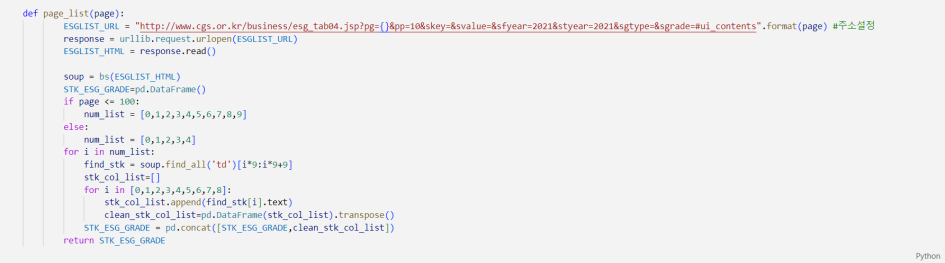 def page_list(page):
    ESGLIST_URL = "http://www.cgs.or.kr/business/esg_tab04.jsp?pg={}&pp=10&skey=&svalue=&sfyear=2021&styear=2021&sgtype=&sgrade=#ui_contents".format(page) #주소설정
    response = urllib.request.urlopen(ESGLIST_URL)
    ESGLIST_HTML = response.read()

    soup = bs(ESGLIST_HTML)
    STK_ESG_GRADE=pd.DataFrame()
    if page <= 100:
        num_list = [0,1,2,3,4,5,6,7,8,9]
    else:
        num_list = [0,1,2,3,4]
    for i in num_list:
        find_stk = soup.find_all('td')[i*9:i*9+9]
        stk_col_list=[]
        for i in [0,1,2,3,4,5,6,7,8]:
            stk_col_list.append(find_stk[i].text)
            clean_stk_col_list=pd.DataFrame(stk_col_list).transpose()
        STK_ESG_GRADE = pd.concat([STK_ESG_GRADE,clean_stk_col_list])
    return STK_ESG_GRADE
Python